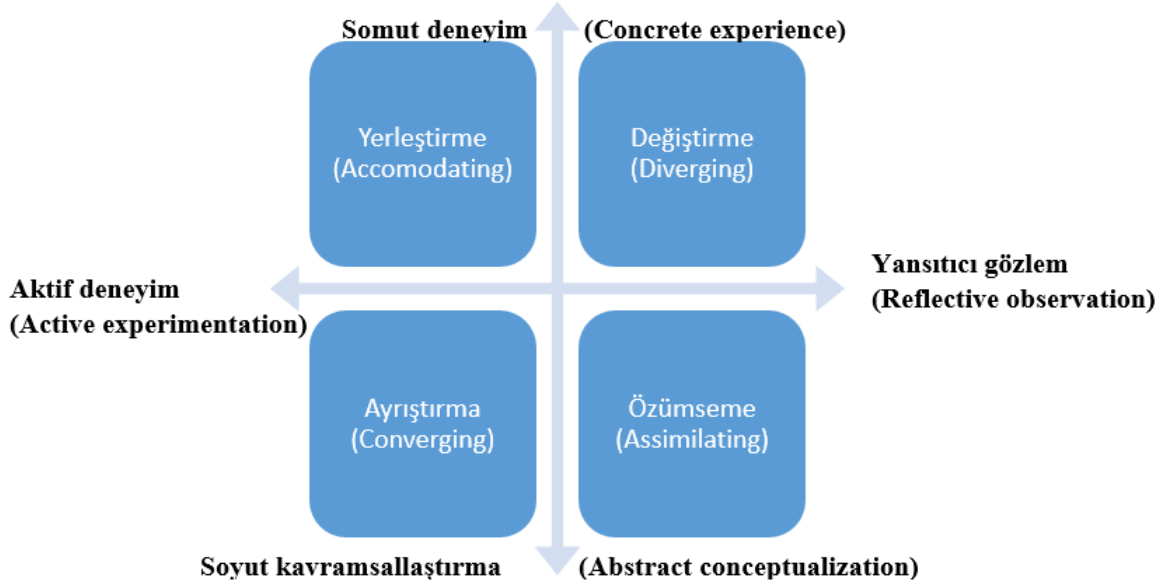 Somut deneyim (Concrete experience)
Yerleştirme
(Accomodating)
Değiştirme
(Diverging)
Aktif deneyim
(Active experimentation)
Yansıtıcı gözlem
(Reflective observation)
Ayrıştırma
(Converging)
Özümseme
(Assimilating)
Soyut kavramsallaştırma (Abstract conceptualization)